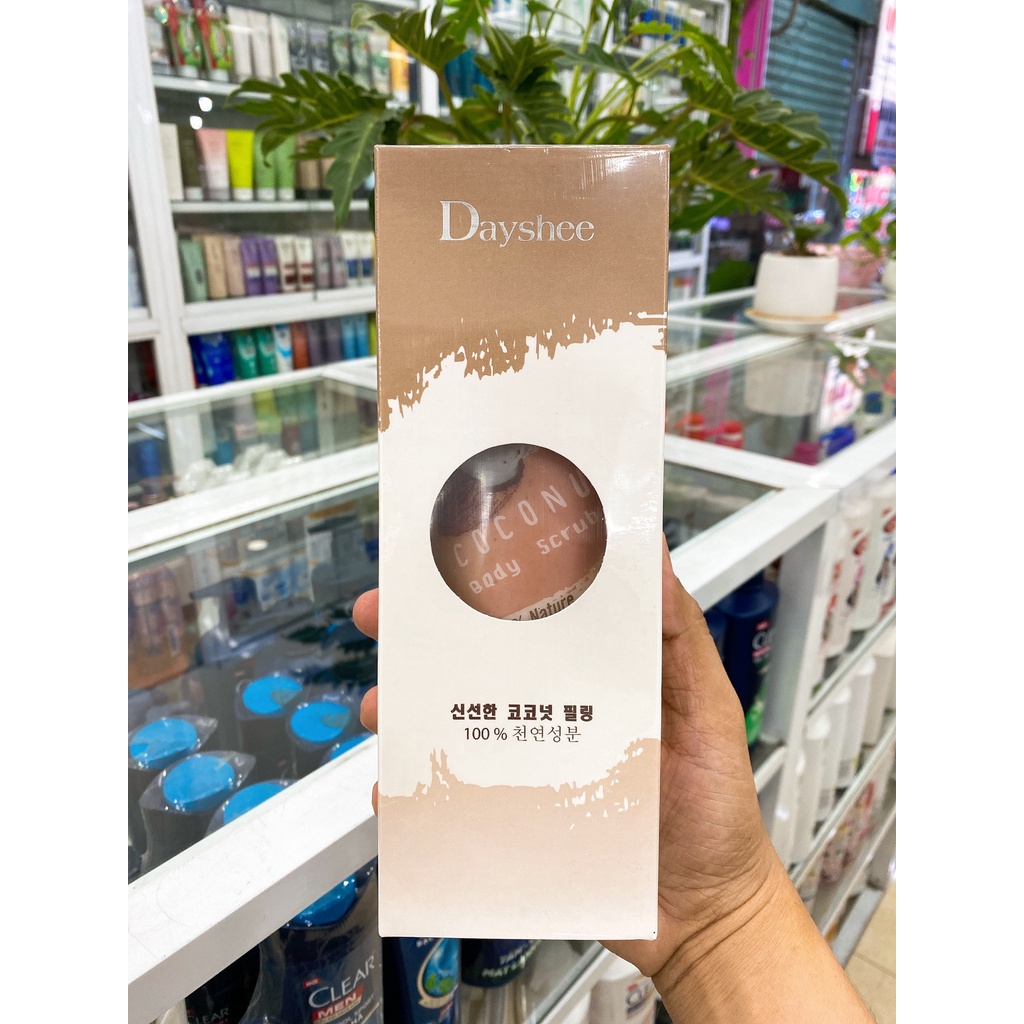 Dayshee
COCONU
Body Scrub
% Nature
신선한 코코넛 필링
100 % 천연성분
CLEAR
MEN